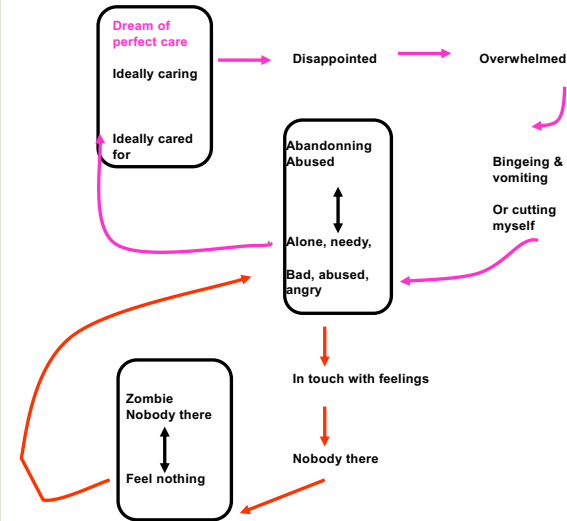 Dream of
perfect care
Ideally caring
Ideally cared
for
Disappointed
Overwhelmed
Bingeing &
vomiting
Or cutting
myself
Abandonning
Abused
Alone, needy,
Bad, abused,
angry
In touch with feelings
Nobody there
Zombie
Nobody there
Feel nothing